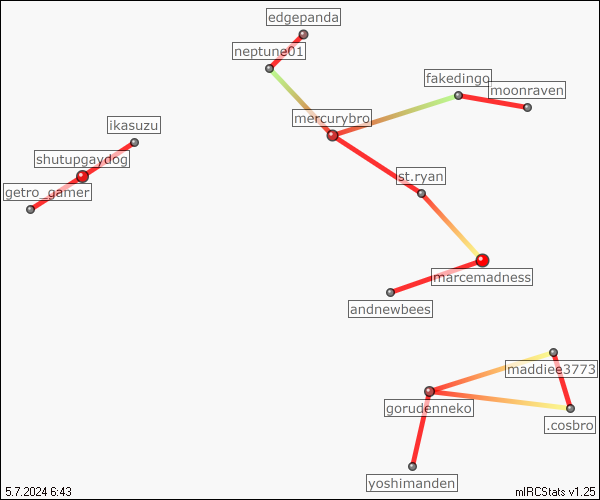 edgepanda
neptune01
fakedingo
moonraven
mercurybro
ikasuzu
shutupgaydog
st.ryan
getro_gamer
marcemadness
andnewbees
maddiee3773
gorudenneko
.cosbro
yoshimanden
5.7.2024 6:43
mIRCStats v1.25